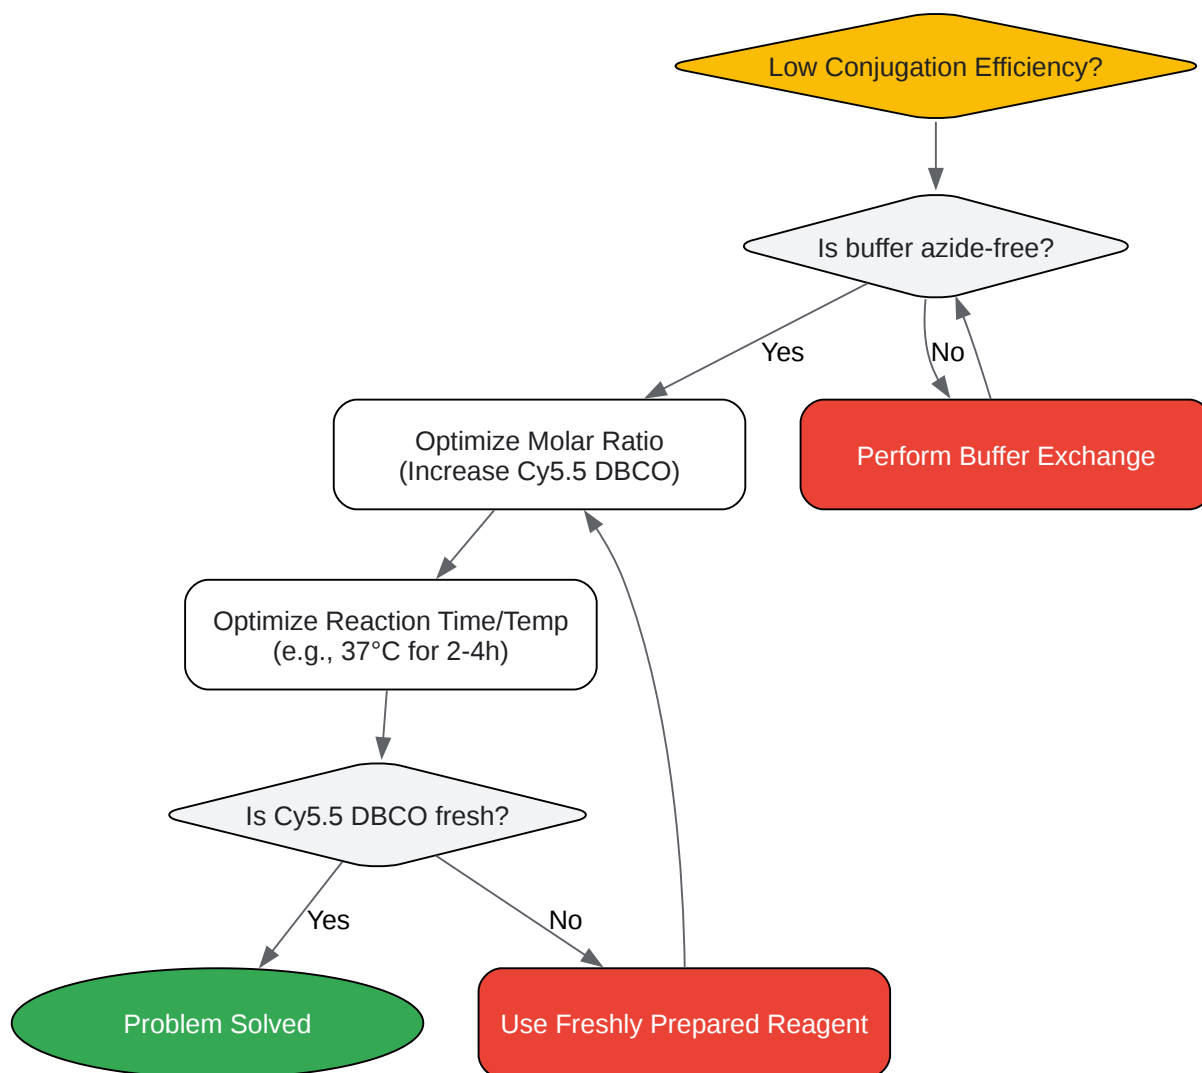 Low Conjugation Efficiency?
Is buffer azide-free?
Yes
No
Optimize Molar Ratio
(Increase Cy5.5 DBCO)
Perform Buffer Exchange
Optimize Reaction Time/Temp
(e.g., 37°C for 2-4h)
Is Cy5.5 DBCO fresh?
Yes
No
Problem Solved
Use Freshly Prepared Reagent